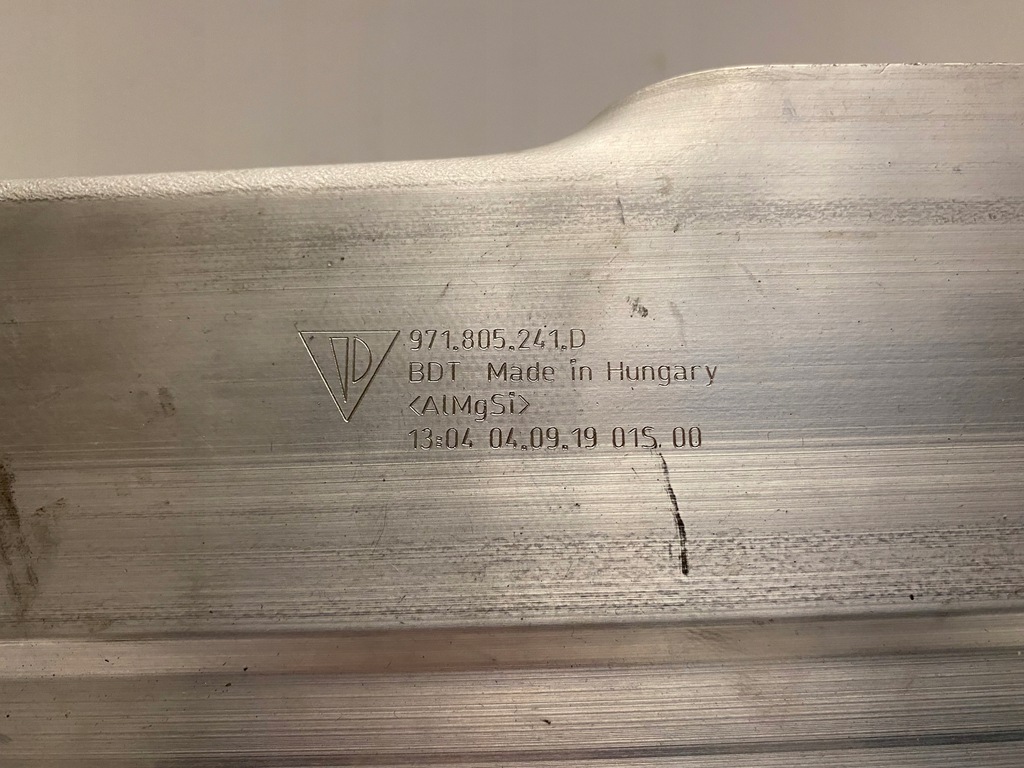 971.805.241.D
BDT Made in Hungary
<AlMgSi>
13:04 04.09.19 015.00